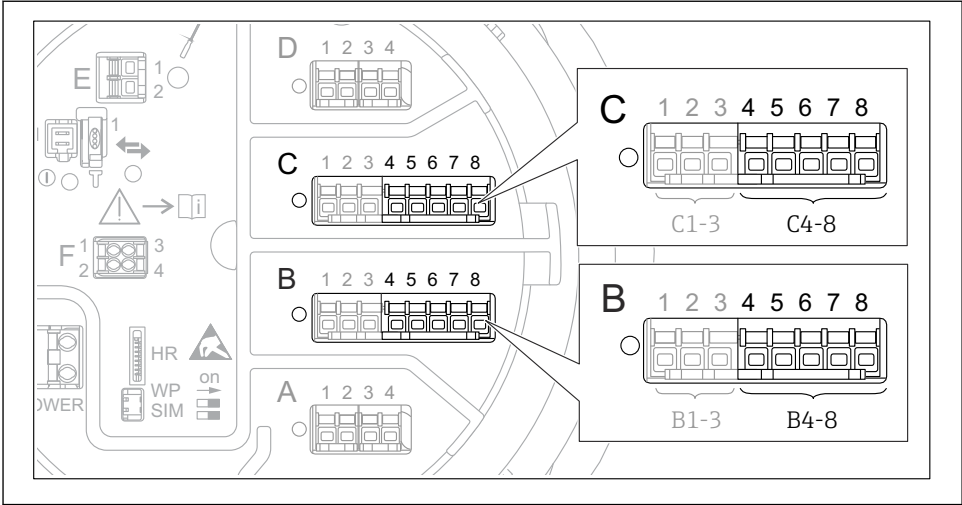 D 1 2 3 4
E 1
2
1
C 1 2 3 4 5 6 7 8
i
F 1 3
2 4
B 1 2 3 4 5 6 7 8
HR
WP on
SIM
OWER
A 1 2 3 4
C 1 2 3 4 5 6 7 8
C1-3 C4-8
B 1 2 3 4 5 6 7 8
B1-3 B4-8